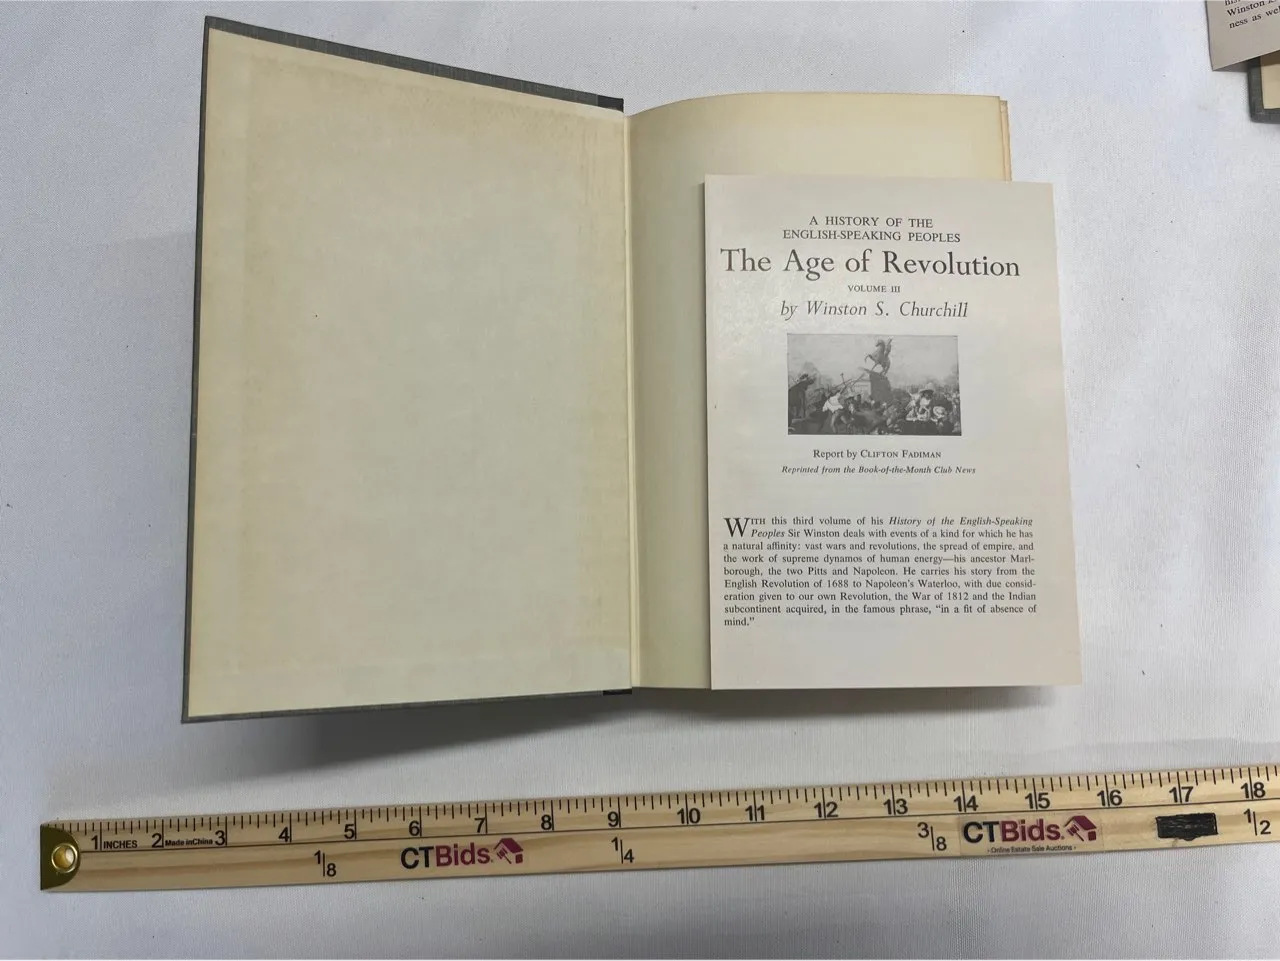 Winston
ness as wel
A HISTORY OF THE
ENGLISH-SPEAKING PEOPLES
The Age of Revolution
VOLUME III
by Winston S. Churchill
Report by CLIFTON FADIMAN
Reprinted from the Book-of-the-Month Club News
WITH this third volume of his History of the English-Speaking
Peoples Sir Winston deals with events of a kind for which he has
a natural affinity: vast wars and revolutions, the spread of empire, and
the work of supreme dynamos of human energy—his ancestor Marl-
borough, the two Pitts and Napoleon. He carries his story from the
English Revolution of 1688 to Napoleon's Waterloo, with due consid-
eration given to our own Revolution, the War of 1812 and the Indian
subcontinent acquired, in the famous phrase, "in a fit of absence of
mind."
1 INCHES 2 Made in China 3 4 5 6 7 8 9 10 11 12 13 14 15 16 17 18
1/8 CTBids. 1/4 3/8 CTBids. 1/2
- Online Estate Sale Auctions -